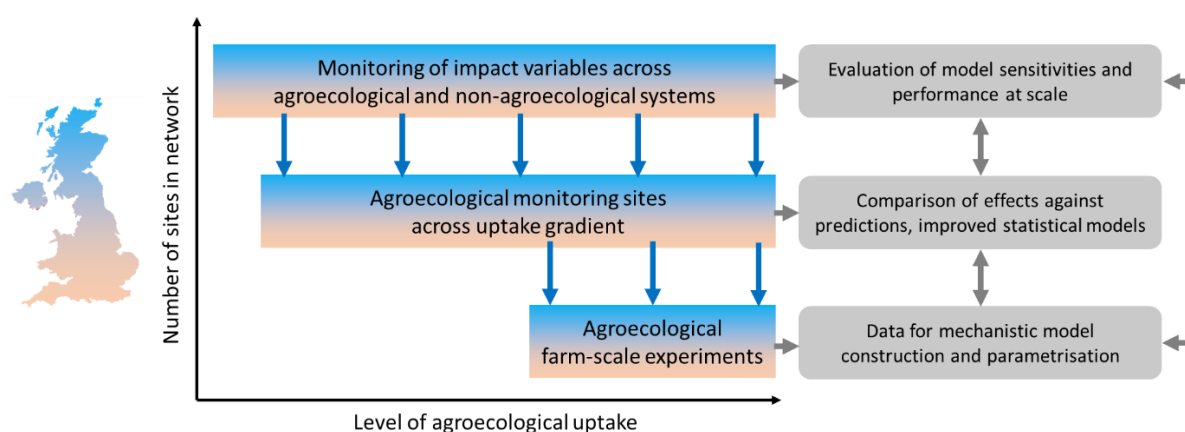 Number of sites in network
Monitoring of impact variables across
agroecological and non-agroecological systems
Evaluation of model sensitivities and
performance at scale
Agroecological monitoring sites
across uptake gradient
Comparison of effects against
predictions, improved statistical models
Agroecological
farm-scale experiments
Data for mechanistic model
construction and parametrisation
Level of agroecological uptake